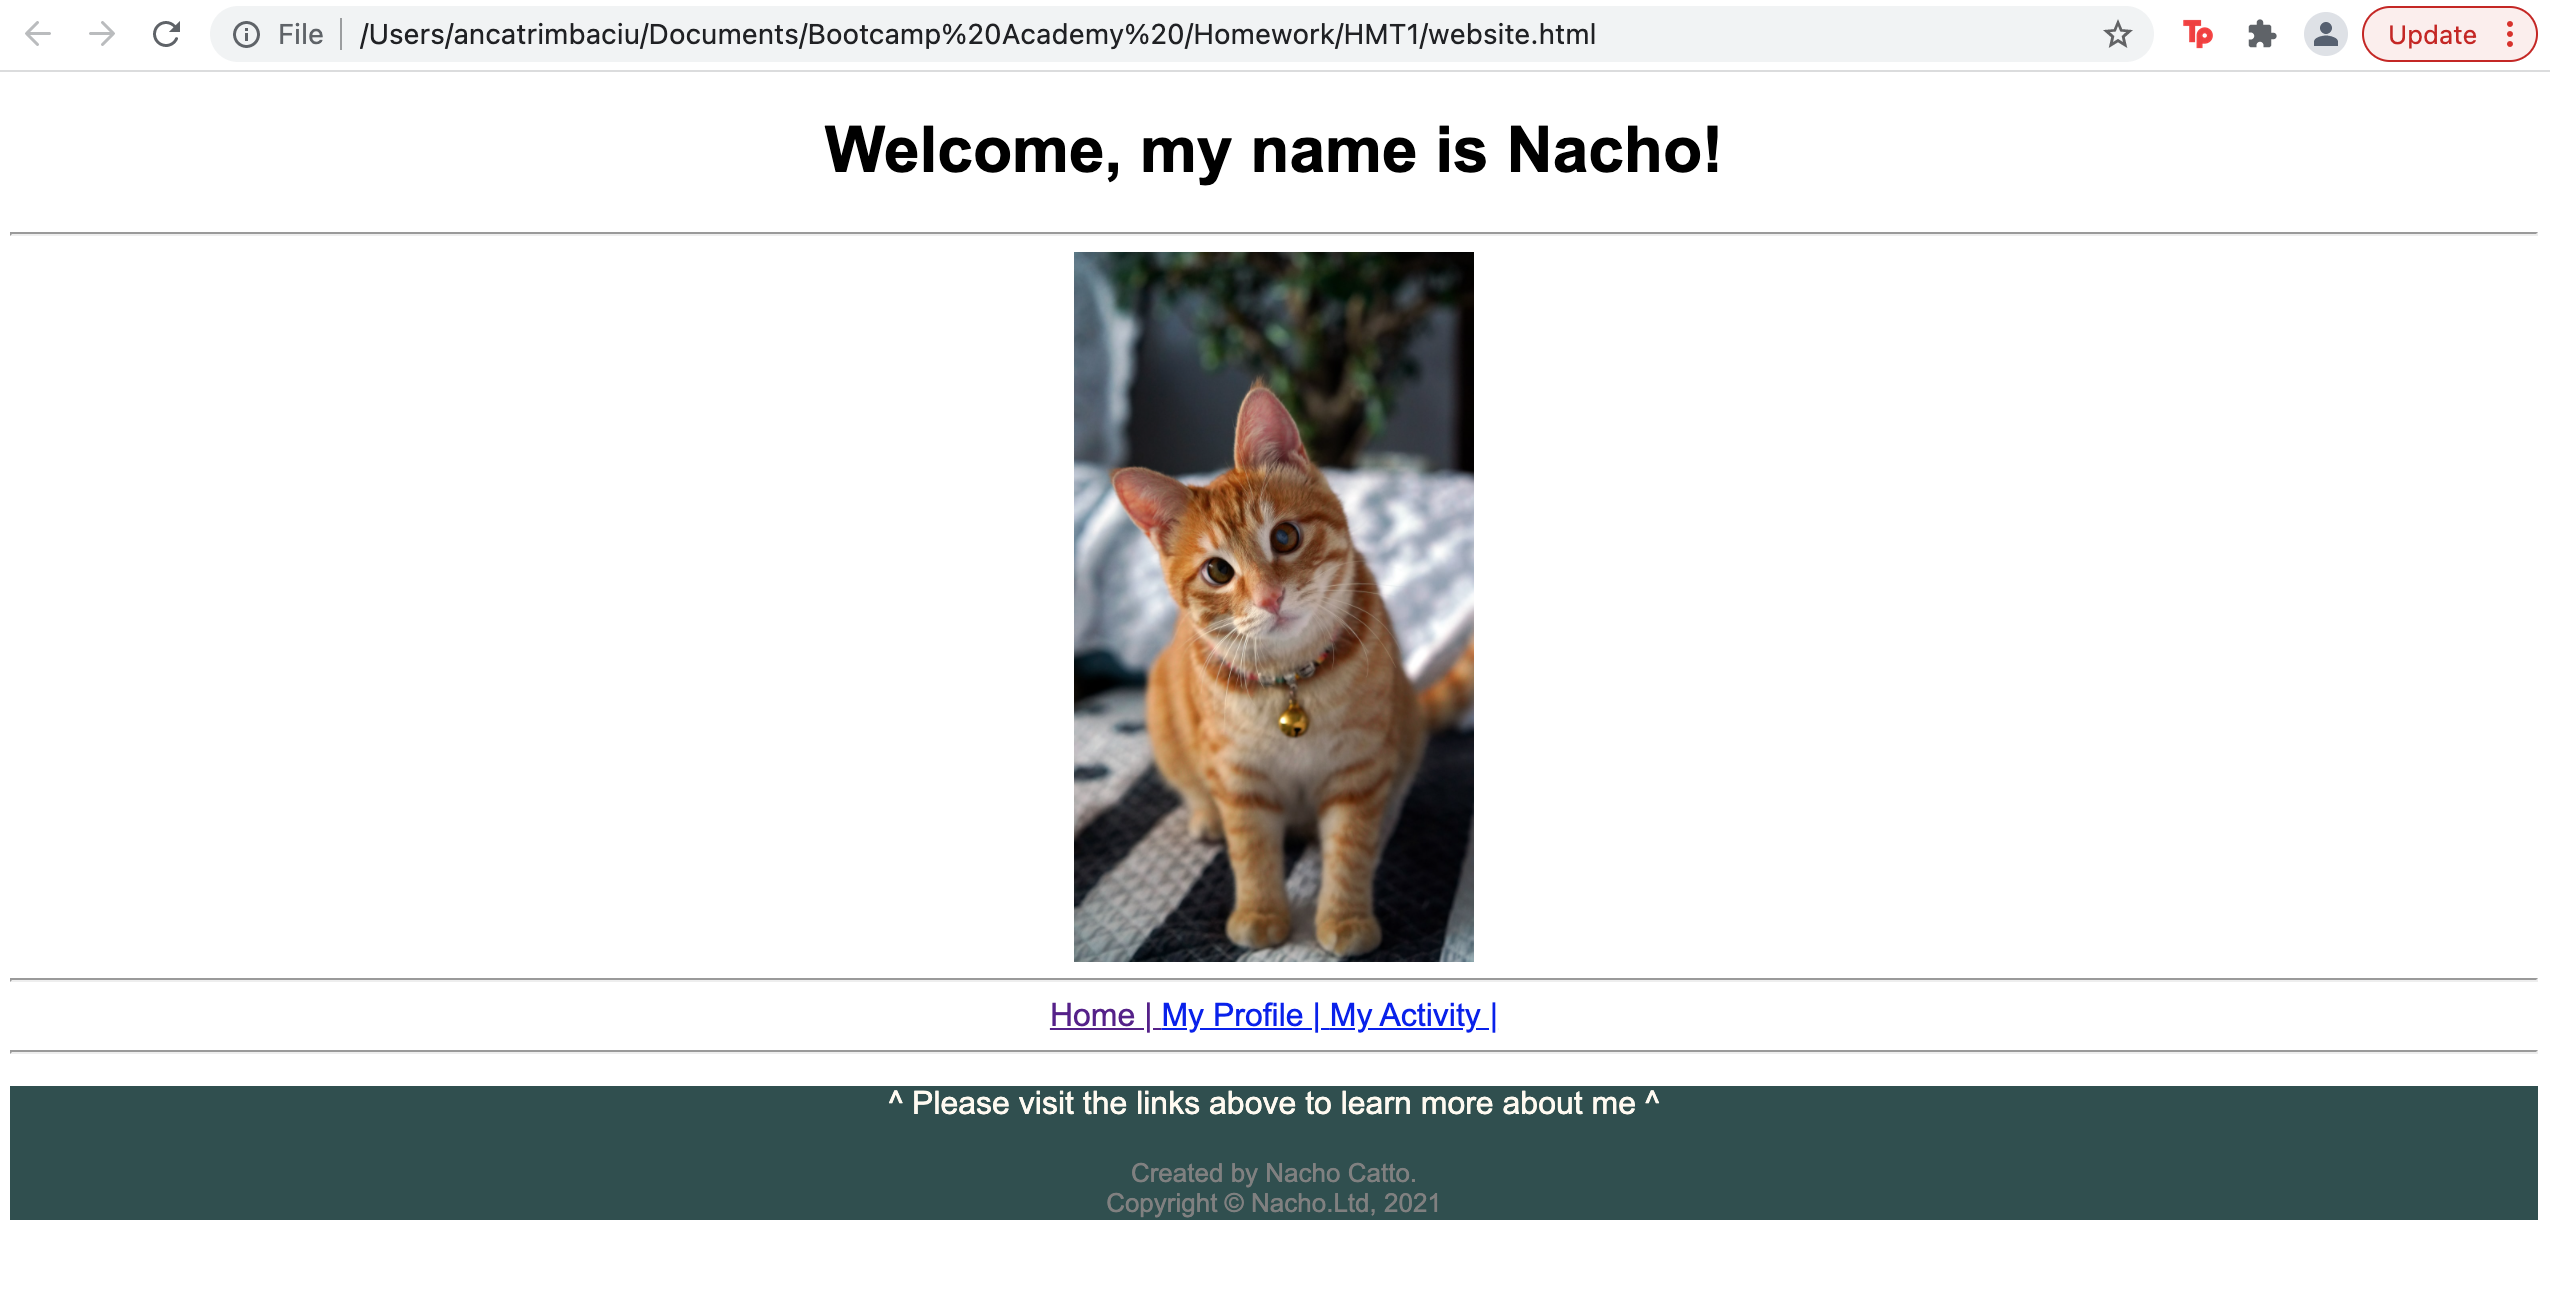 File | /Users/ancatrimbaciu/Documents/Bootcamp%20Academy%20/Homework/HMT1/website.html
Tp
Update
Welcome, my name is Nacho!
Home | My Profile | My Activity |
^ Please visit the links above to learn more about me ^
Created by Nacho Catto.
Copyright © Nacho.Ltd, 2021